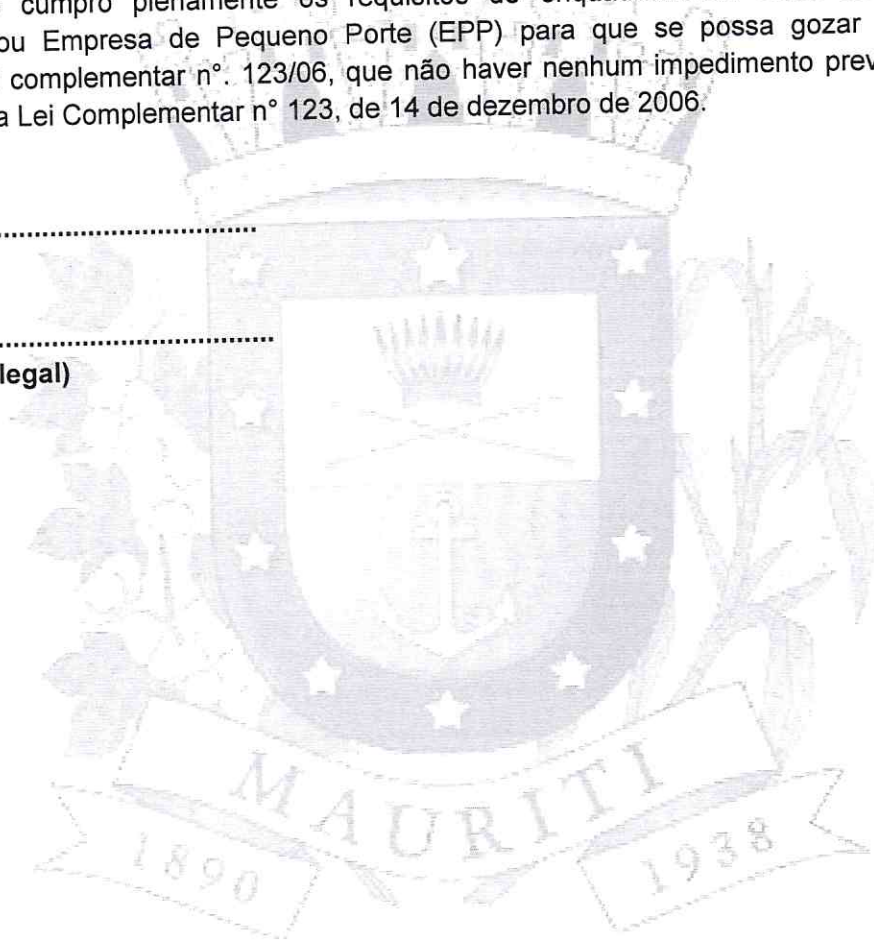 cumpro plenamente os requisitos de
ou Empresa de Pequeno Porte (EPP) para que se possa gozar
complementar n°. 123/06, que não haver nenhum impedimento prev
a Lei Complementar n° 123, de 14 de dezembro de 2006.
legal)
MAURITI
1890 1938